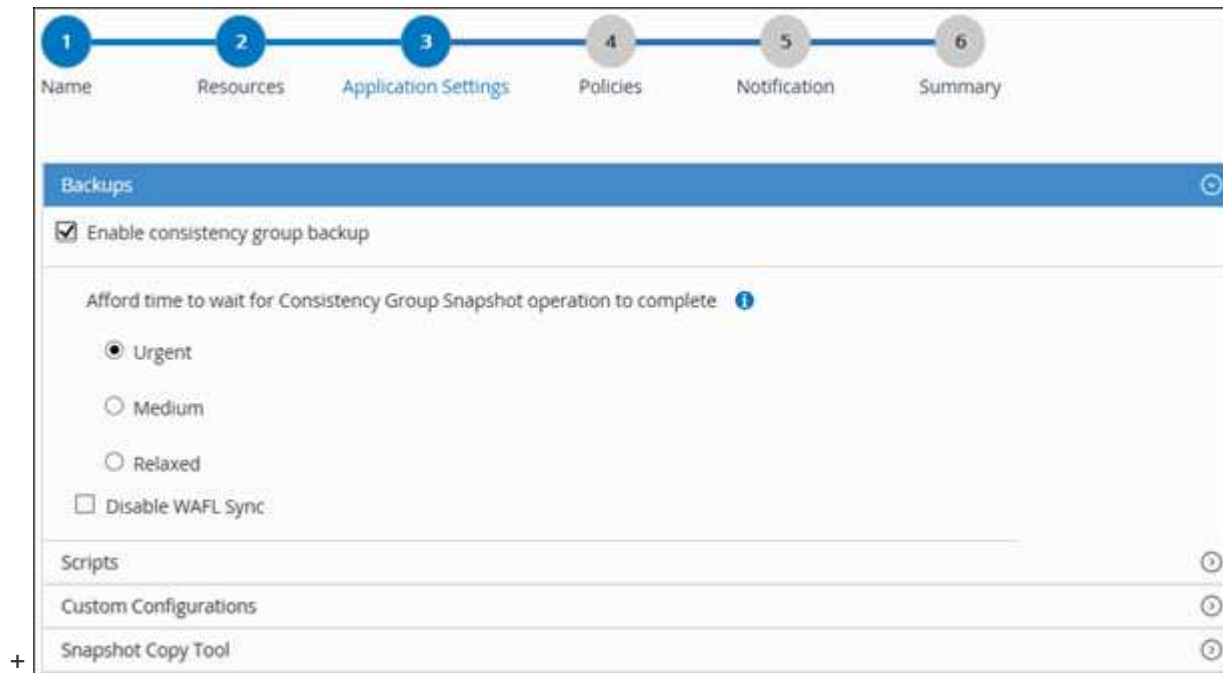 1 2 3 4 5 6
Name Resources Application Settings Policies Notification Summary
Backups
Enable consistency group backup
Afford time to wait for Consistency Group Snapshot operation to complete i
Urgent
Medium
Relaxed
Disable WAFL Sync
Scripts
Custom Configurations
Snapshot Copy Tool
+